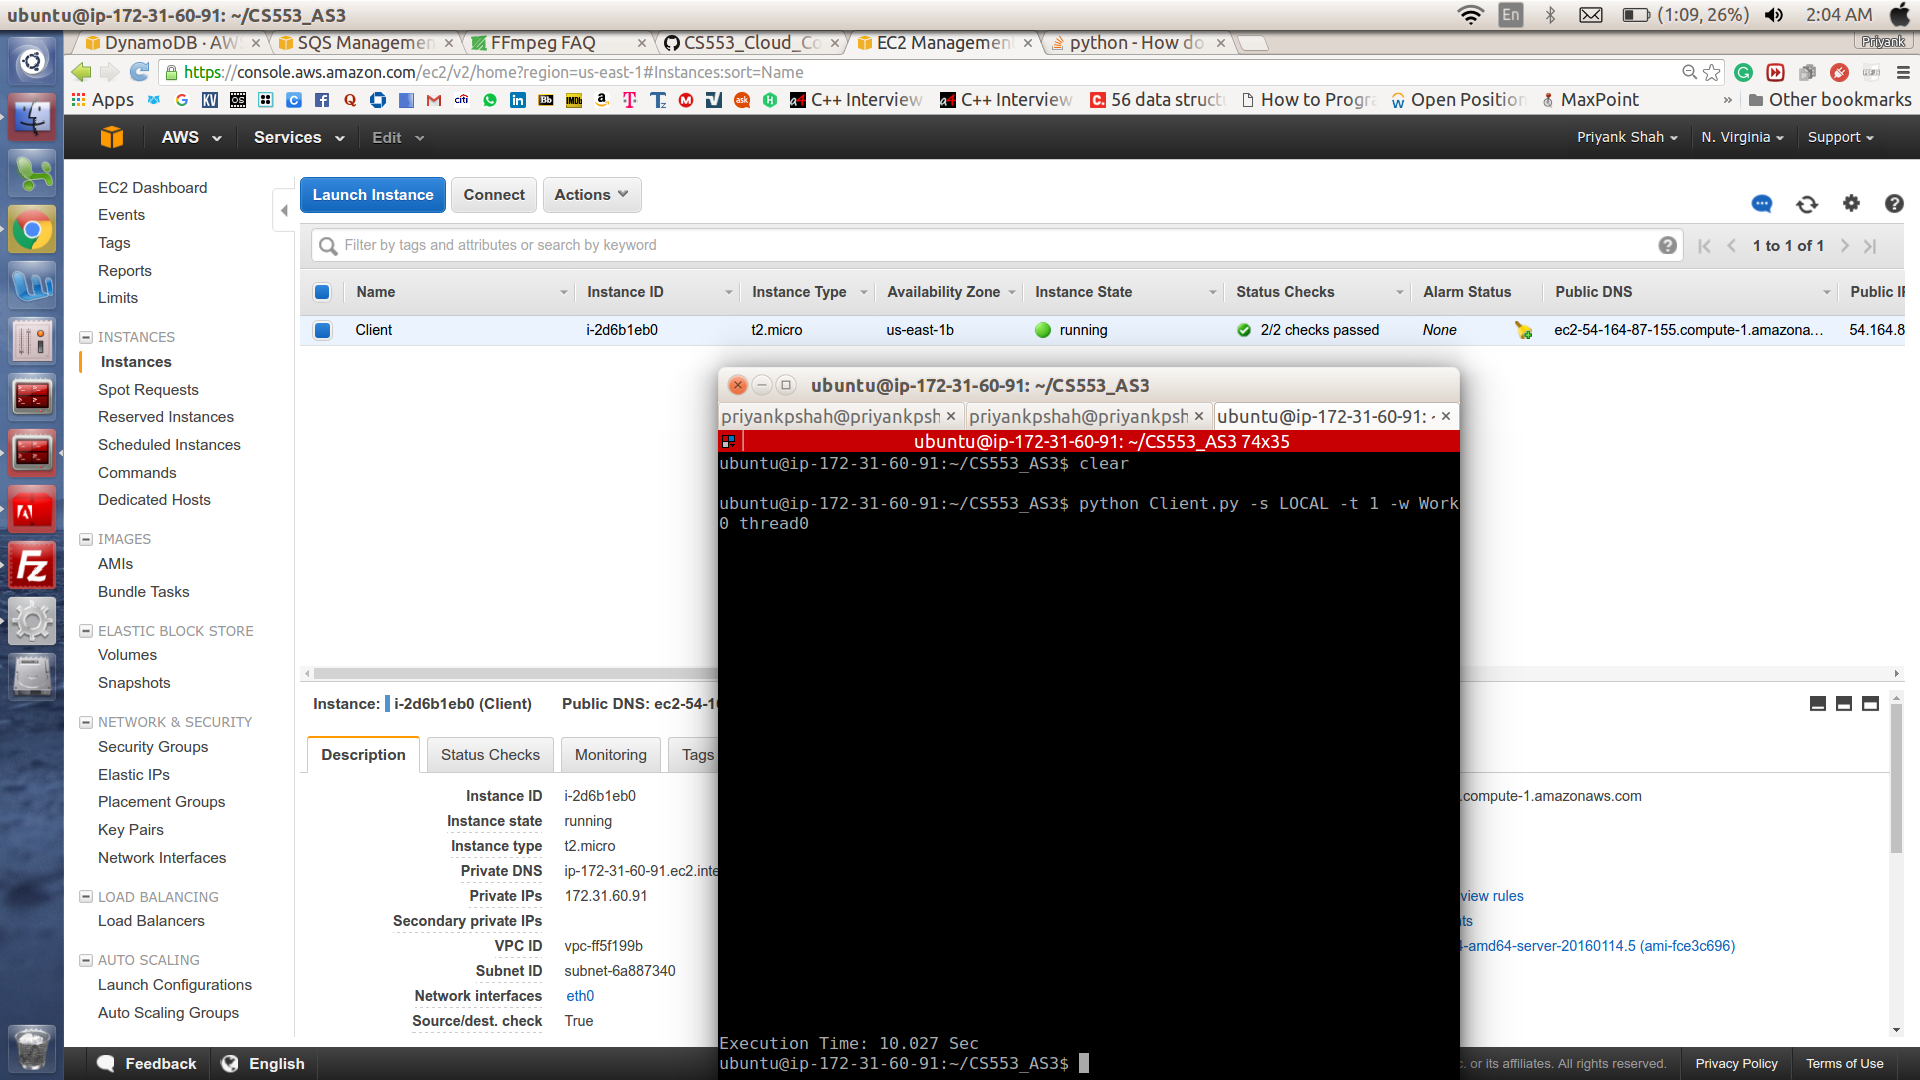 ubuntu@ip-172-31-60-91: ~/CS553_AS3
En (1:09, 26%) 2:04 AM
DynamoDB · AW
SQS Managemen
FFmpeg FAQ
CS553_Cloud_Co
EC2 Managemen
python - How do
Priyank
https://console.aws.amazon.com/ec2/v2/home?region=us-east-1#Instances:sort=Name
Apps
C++ Interview
C++ Interview
56 data struct
How to Progra
Open Position
MaxPoint
»
Other bookmarks
AWS Services Edit
Priyank Shah N. Virginia Support
EC2 Dashboard
Events
Tags
Reports
Limits
INSTANCES
Instances
Spot Requests
Reserved Instances
Scheduled Instances
Commands
Dedicated Hosts
IMAGES
AMIs
Bundle Tasks
ELASTIC BLOCK STORE
Volumes
Snapshots
NETWORK & SECURITY
Security Groups
Elastic IPs
Placement Groups
Key Pairs
Network Interfaces
LOAD BALANCING
Load Balancers
AUTO SCALING
Launch Configurations
Auto Scaling Groups
Launch Instance Connect Actions
Filter by tags and attributes or search by keyword
1 to 1 of 1
Name Instance ID Instance Type Availability Zone Instance State Status Checks Alarm Status Public DNS Public IP
Client i-2d6b1eb0 t2.micro us-east-1b running 2/2 checks passed None ec2-54-164-87-155.compute-1.amazona... 54.164.8
ubuntu@ip-172-31-60-91: ~/CS553_AS3
priyankpshah@priyankpsh
priyankpshah@priyankpsh
ubuntu@ip-172-31-60-91:
ubuntu@ip-172-31-60-91: ~/CS553_AS3 74x35
ubuntu@ip-172-31-60-91:~/CS553_AS3$ clear
ubuntu@ip-172-31-60-91:~/CS553_AS3$ python Client.py -s LOCAL -t 1 -w Work
0 thread0
Execution Time: 10.027 Sec
ubuntu@ip-172-31-60-91:~/CS553_AS3$
Instance: i-2d6b1eb0 (Client) Public DNS: ec2-54-1
Description Status Checks Monitoring Tags
Instance ID i-2d6b1eb0
Instance state running
Instance type t2.micro
Private DNS ip-172-31-60-91.ec2.inte
Private IPs 172.31.60.91
Secondary private IPs
VPC ID vpc-ff5f199b
Subnet ID subnet-6a887340
Network interfaces eth0
Source/dest. check True
.compute-1.amazonaws.com
view rules
ts
-amd64-server-20160114.5 (ami-fce3c696)
Feedback English
. or its affiliates. All rights reserved. Privacy Policy Terms of Use